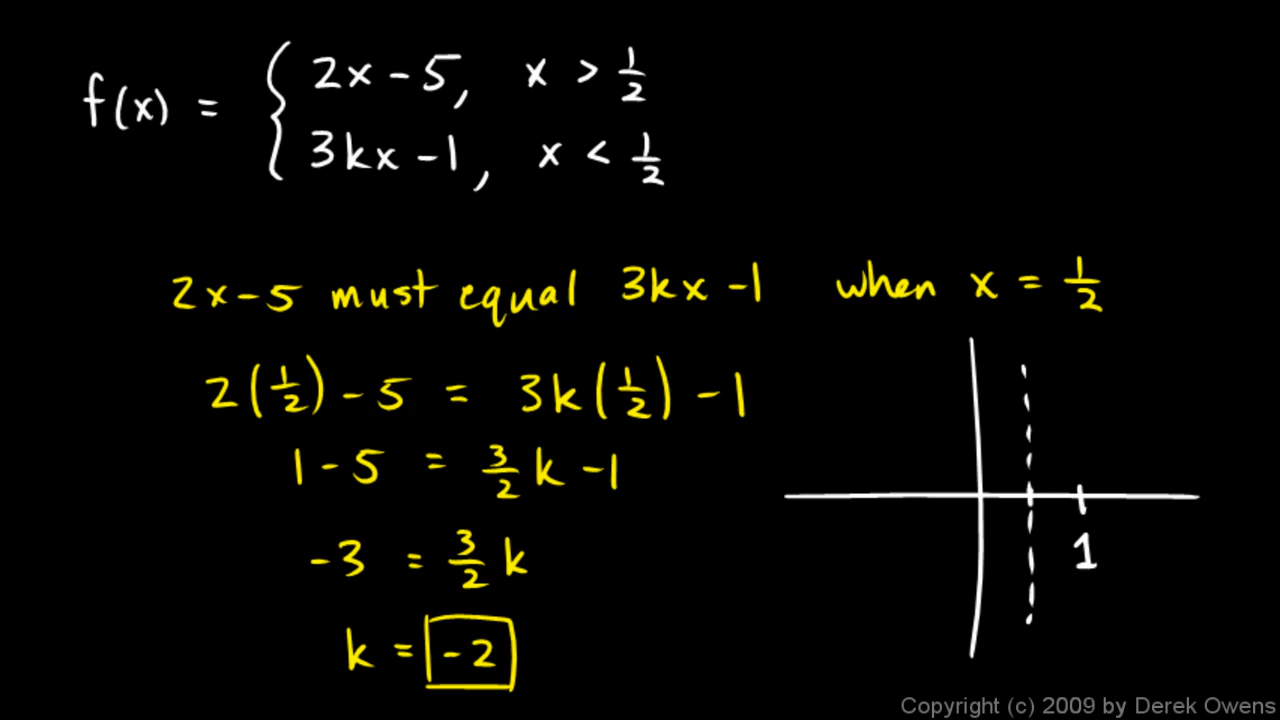 f(x) = { 2x - 5, x > 1/2
3kx - 1, x < 1/2
2x - 5 must equal 3kx - 1 when x = 1/2
2(1/2) - 5 = 3k(1/2) - 1
1 - 5 = 3/2 k - 1
-3 = 3/2 k
1
k = -2
Copyright (c) 2009 by Derek Owens